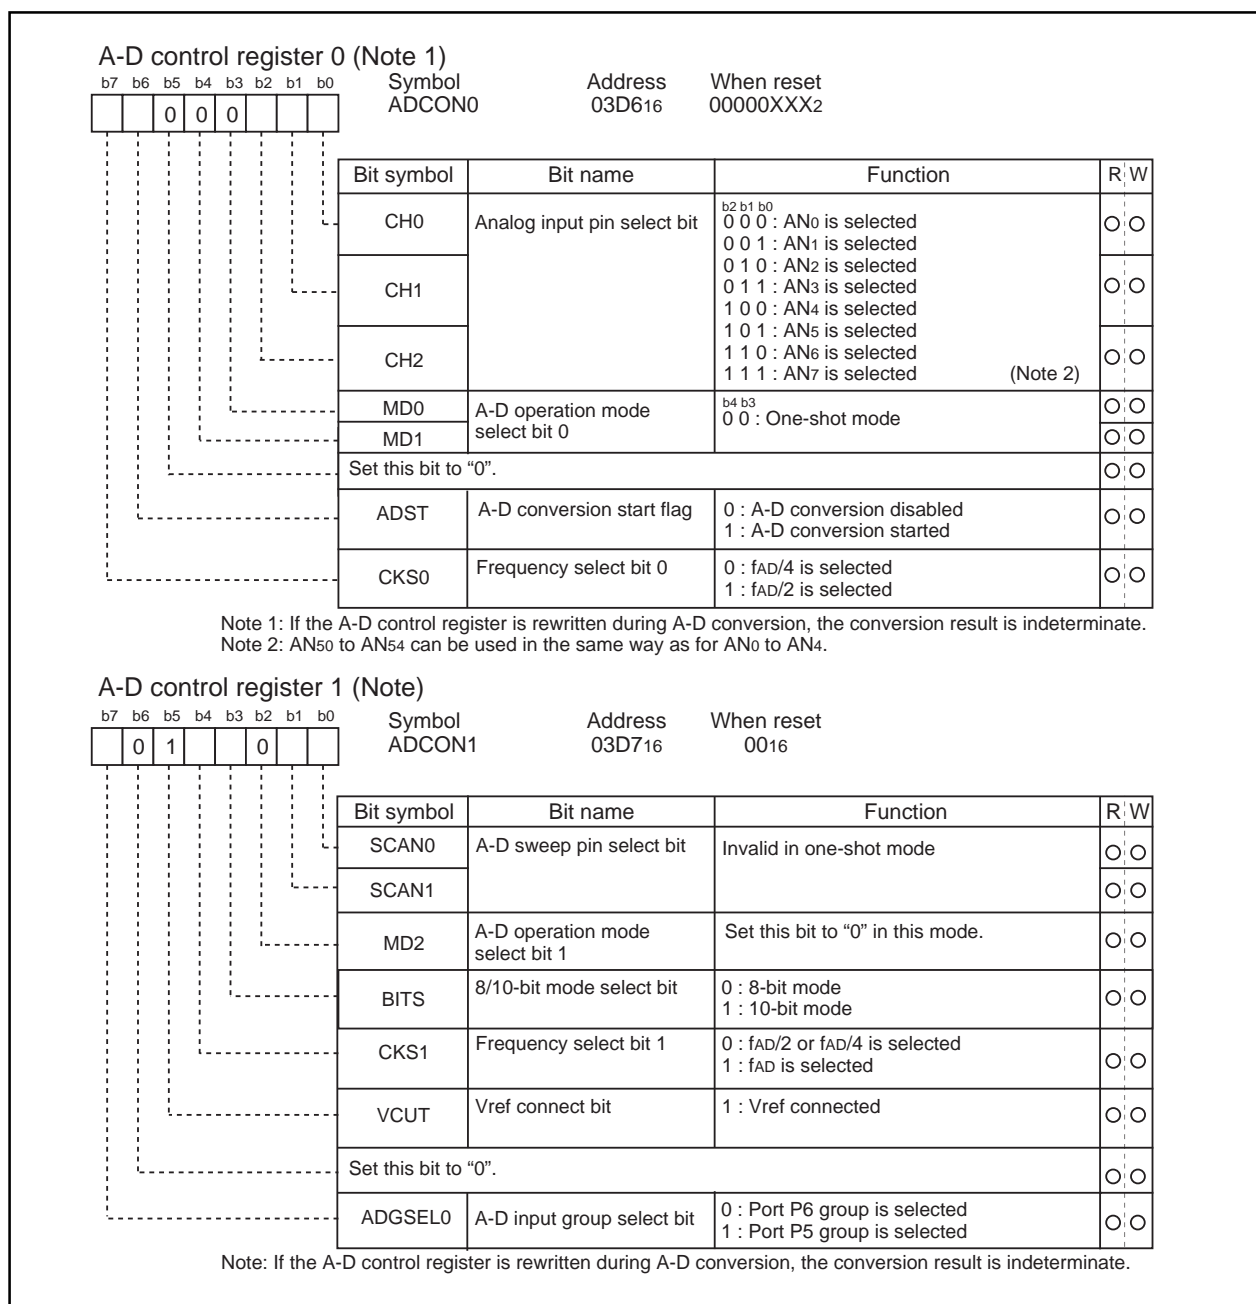 A-D control register 0 (Note 1)
b7 b6 b5 b4 b3 b2 b1 b0
Symbol Address When reset
ADCON0 03D616 00000XXX2
0 0 0
Bit symbol Bit name Function R W
CH0 Analog input pin select bit
b2 b1 b0
0 0 0 : AN0 is selected
0 0 1 : AN1 is selected
0 1 0 : AN2 is selected
CH1
0 1 1 : AN3 is selected
1 0 0 : AN4 is selected
1 0 1 : AN5 is selected
CH2
1 1 0 : AN6 is selected
1 1 1 : AN7 is selected (Note 2)
MD0 A-D operation mode
select bit 0
MD1
b4 b3
0 0 : One-shot mode
Set this bit to “0”.
ADST A-D conversion start flag
0 : A-D conversion disabled
1 : A-D conversion started
CKS0 Frequency select bit 0
0 : fAD/4 is selected
1 : fAD/2 is selected
Note 1: If the A-D control register is rewritten during A-D conversion, the conversion result is indeterminate.
Note 2: AN50 to AN54 can be used in the same way as for AN0 to AN4.
A-D control register 1 (Note)
b7 b6 b5 b4 b3 b2 b1 b0
Symbol Address When reset
ADCON1 03D716 0016
0 1 0
Bit symbol Bit name Function R W
SCAN0 A-D sweep pin select bit Invalid in one-shot mode
SCAN1
MD2 A-D operation mode
select bit 1
Set this bit to “0” in this mode.
BITS 8/10-bit mode select bit
0 : 8-bit mode
1 : 10-bit mode
CKS1 Frequency select bit 1
0 : fAD/2 or fAD/4 is selected
1 : fAD is selected
VCUT Vref connect bit 1 : Vref connected
Set this bit to “0”.
ADGSEL0 A-D input group select bit
0 : Port P6 group is selected
1 : Port P5 group is selected
Note: If the A-D control register is rewritten during A-D conversion, the conversion result is indeterminate.